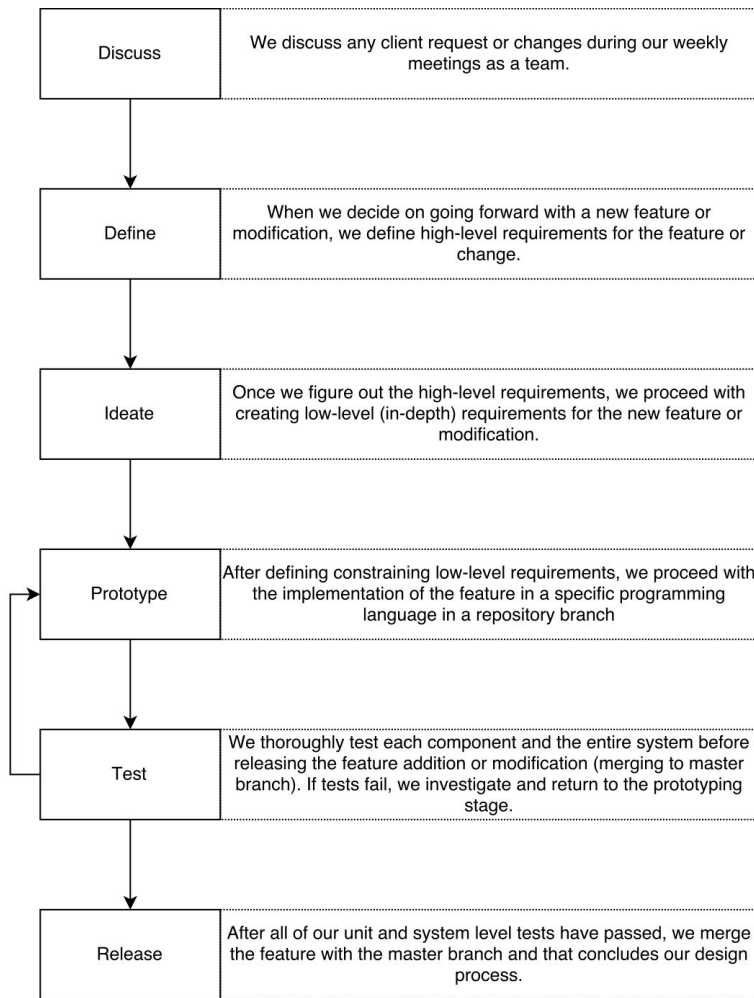 Discuss
We discuss any client request or changes during our weekly
meetings as a team.
Define
When we decide on going forward with a new feature or
modification, we define high-level requirements for the feature or
change.
Ideate
Once we figure out the high-level requirements, we proceed with
creating low-level (in-depth) requirements for the new feature or
modification.
Prototype
After defining constraining low-level requirements, we proceed with
the implementation of the feature in a specific programming
language in a repository branch
Test
We thoroughly test each component and the entire system before
releasing the feature addition or modification (merging to master
branch). If tests fail, we investigate and return to the prototyping
stage.
Release
After all of our unit and system level tests have passed, we merge
the feature with the master branch and that concludes our design
process.